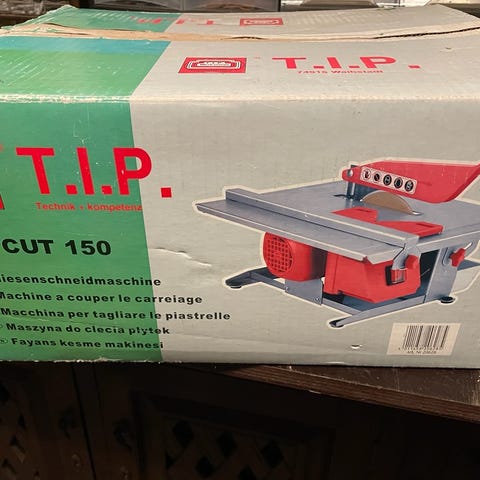 T.I.P.
74915 Waibstadt
T.I.P.
Technik + kompetenz
CUT 150
iesenschneidmaschine
Machine a couper le carreiage
Macchina per tagliare le piastrelle
Maszyna do clecia plytek
Fayans kesme makinesi